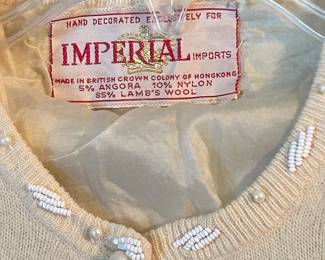 HAND DECORATED EXCLUSIVELY FOR
IMPERIAL IMPORTS
MADE IN BRITISH CROWN COLONY OF HONGKONG
5% ANGORA 10% NYLON
85% LAMB'S WOOL